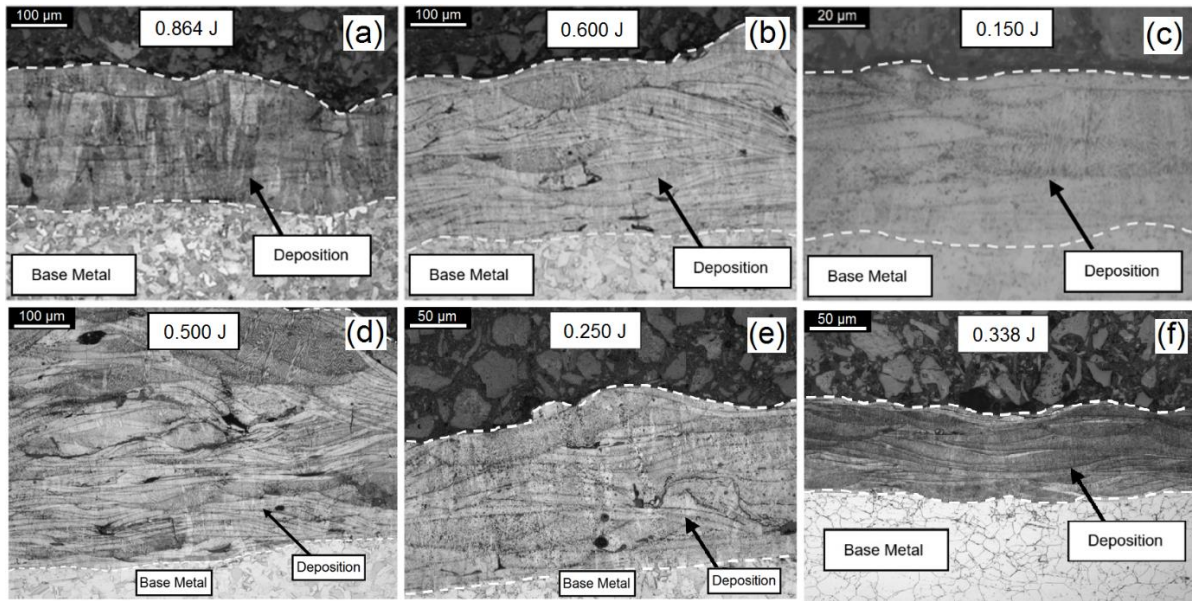 100 µm
0.864 J
(a)
Deposition
Base Metal
100 µm
0.600 J
(b)
Deposition
Base Metal
20 µm
0.150 J
(c)
Deposition
Base Metal
100 µm
0.500 J
(d)
Deposition
Base Metal
50 µm
0.250 J
(e)
Deposition
Base Metal
50 µm
0.338 J
(f)
Deposition
Base Metal